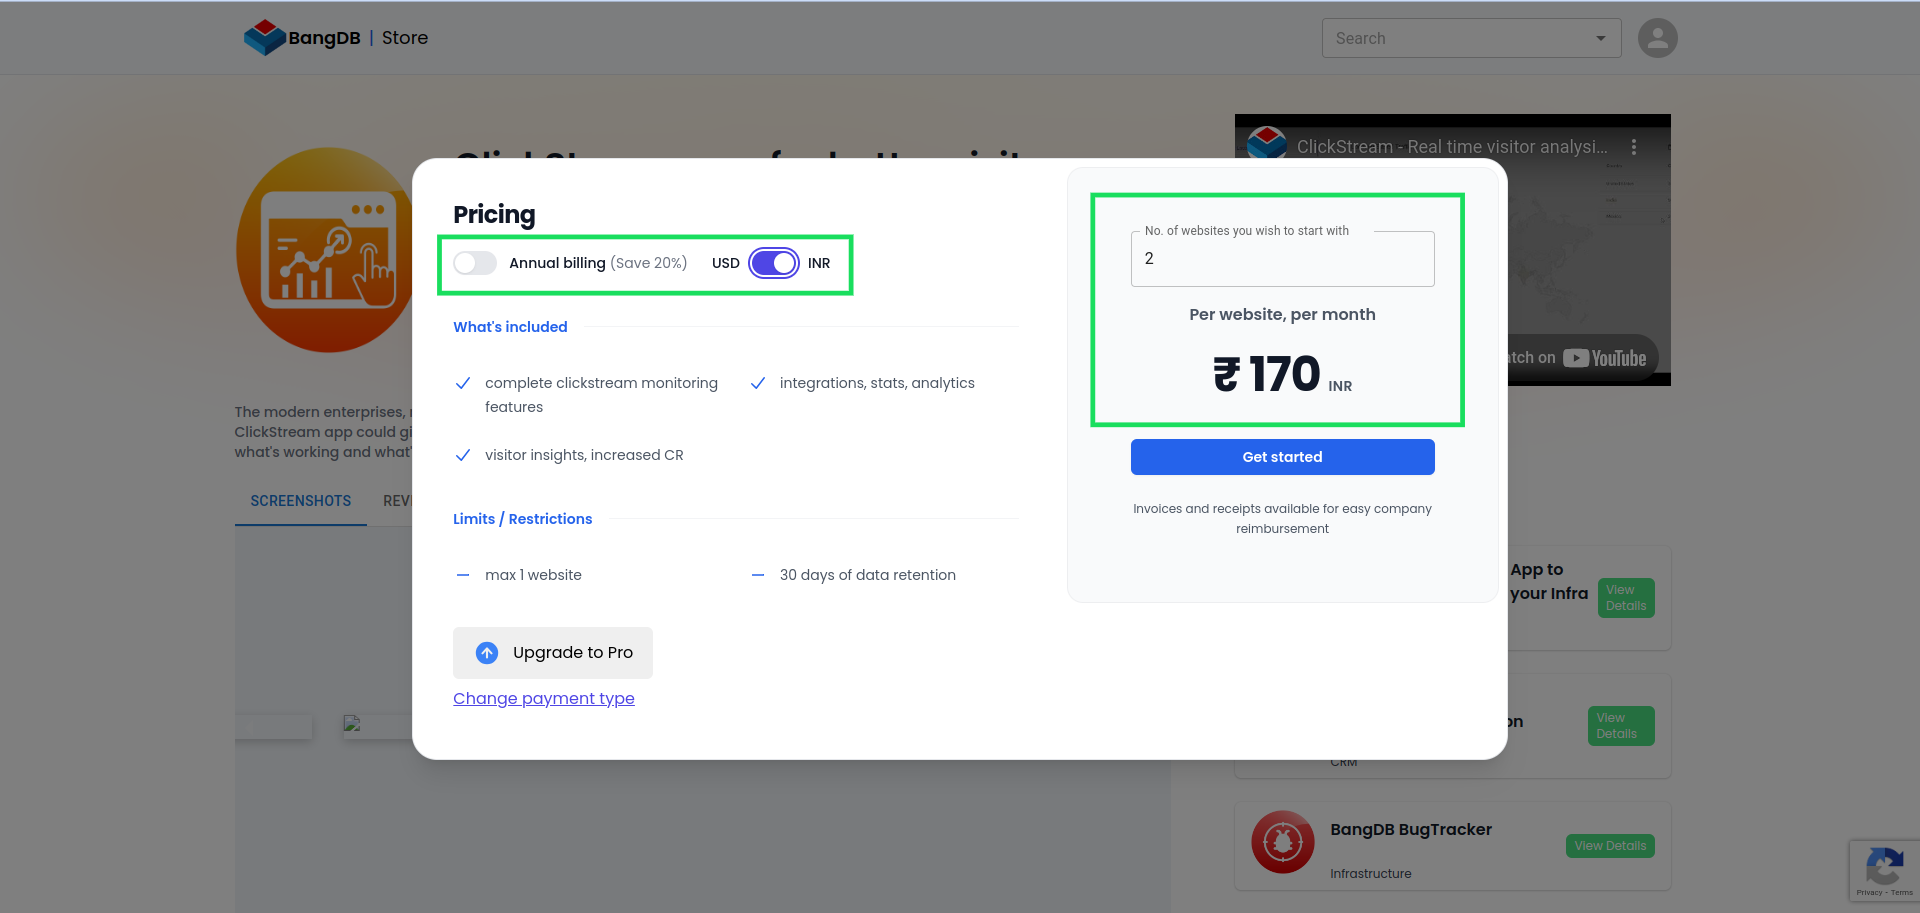 BangDB | Store
Search
ClickStream - Real time visitor analysi...
Pricing
Annual billing (Save 20%) USD INR
No. of websites you wish to start with
2
Per website, per month
₹ 170 INR
Get started
Invoices and receipts available for easy company
reimbursement
What's included
complete clickstream monitoring
features
integrations, stats, analytics
visitor insights, increased CR
Limits / Restrictions
max 1 website
30 days of data retention
Upgrade to Pro
Change payment type
on YouTube
The modern enterprises,
ClickStream app could
what's working and
SCREENSHOTS
App to
your Infra
View
Details
View
Details
CRM
BangDB BugTracker
View Details
Infrastructure
Privacy - Terms